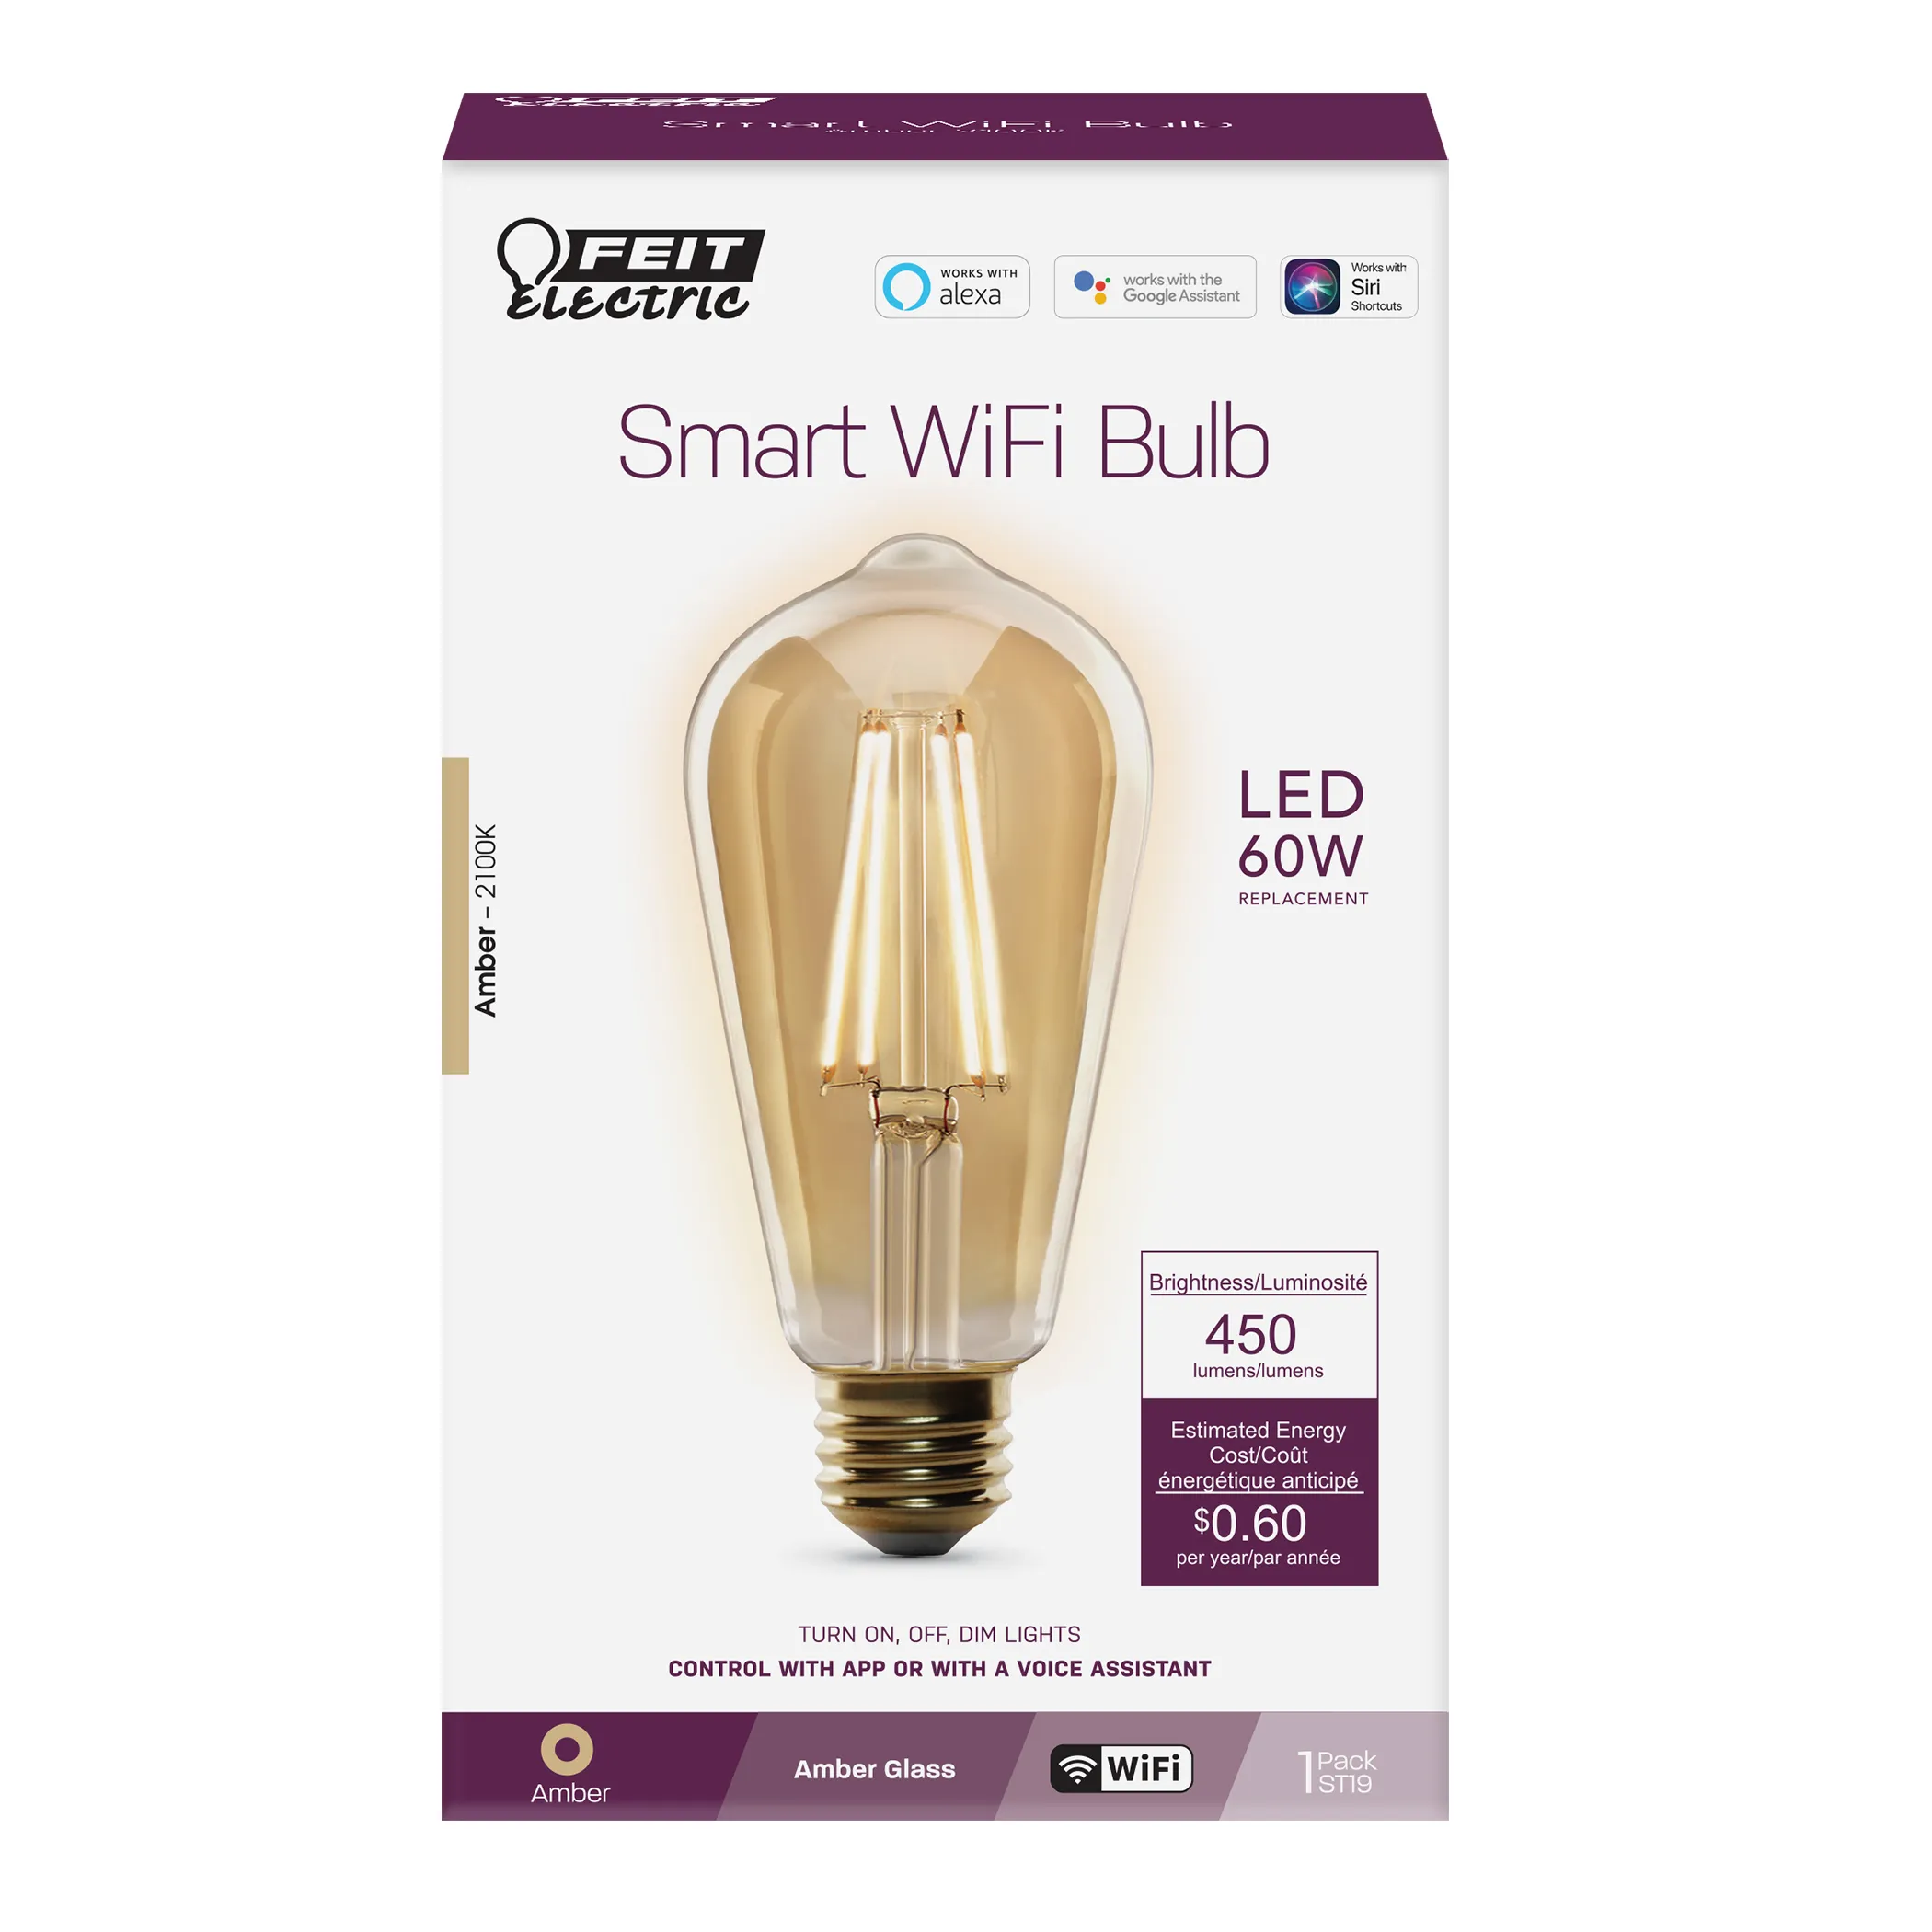 Smart WiFi Bulb
FEIT
ELECTRIC
WORKS WITH
alexa
works with the
Google Assistant
Works with
Siri
Shortcuts
Smart WiFi Bulb
Amber – 2100K
LED
60W
REPLACEMENT
Brightness/Luminosité
450
lumens/lumens
Estimated Energy
Cost/Coût
énergétique anticipé
$0.60
per year/par année
TURN ON, OFF, DIM LIGHTS
CONTROL WITH APP OR WITH A VOICE ASSISTANT
Amber
Amber Glass
WiFi
1 Pack
ST19